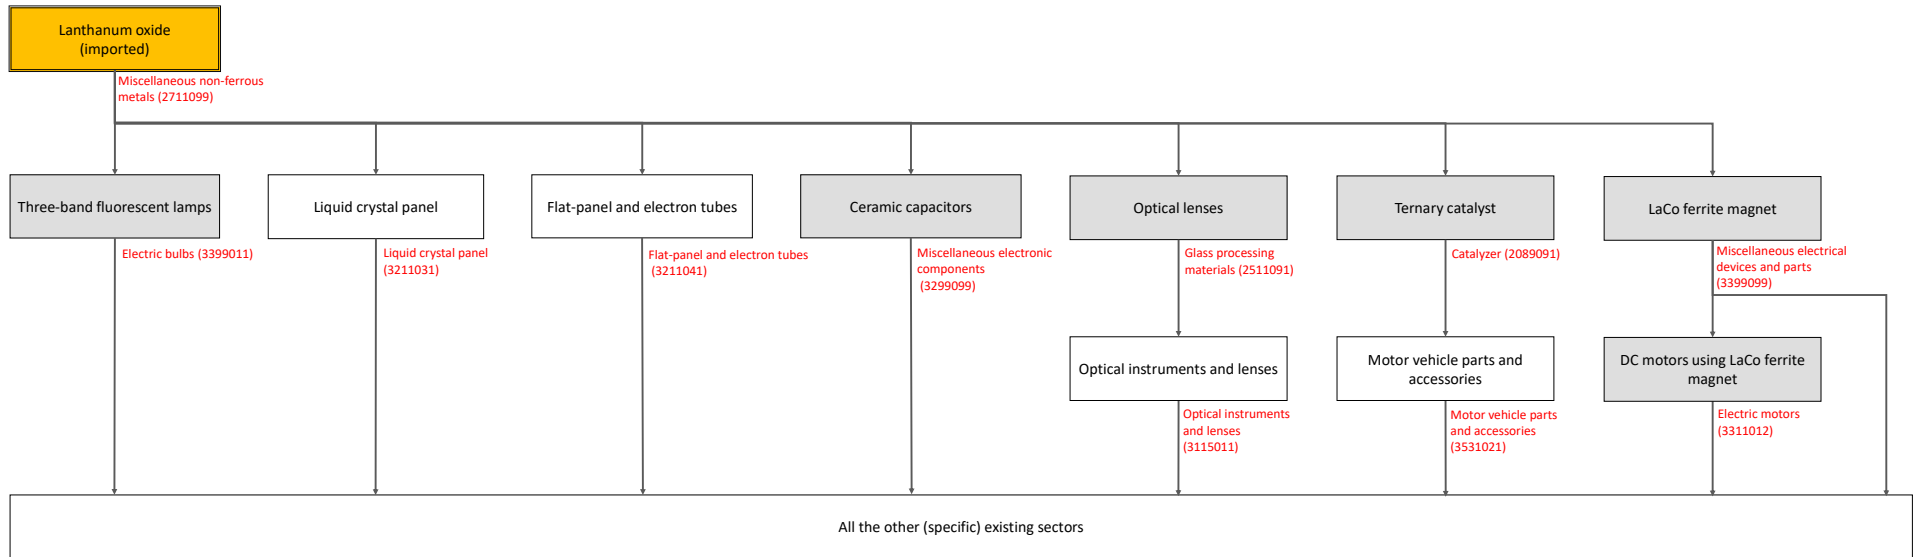 Lanthanum oxide
(imported)
Miscellaneous non-ferrous
metals (2711099)
Three-band fluorescent lamps
Liquid crystal panel
Flat-panel and electron tubes
Ceramic capacitors
Optical lenses
Ternary catalyst
LaCo ferrite magnet
Electric bulbs (3399011)
Liquid crystal panel
(3211031)
Flat-panel and electron tubes
(3211041)
Miscellaneous electronic
components
(3299099)
Glass processing
materials (2511091)
Catalyzer (2089091)
Miscellaneous electrical
devices and parts
(3399099)
Optical instruments and lenses
Motor vehicle parts and
accessories
DC motors using LaCo ferrite
magnet
Optical instruments
and lenses
(3115011)
Motor vehicle parts
and accessories
(3531021)
Electric motors
(3311012)
All the other (specific) existing sectors